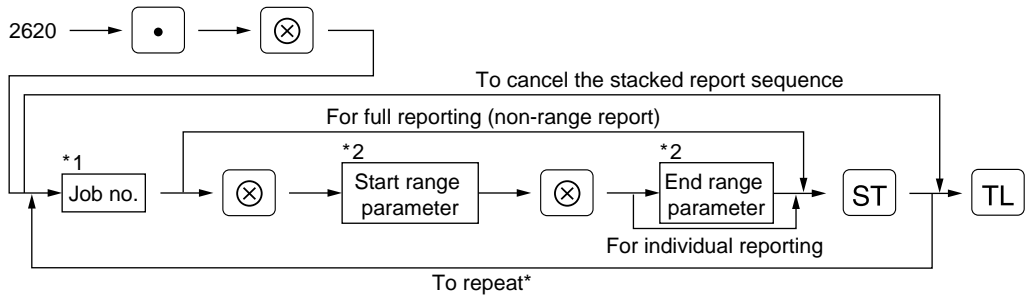 2620 • ⊗
To cancel the stacked report sequence
For full reporting (non-range report)
*1
Job no.
⊗
*2
Start range
parameter
⊗
*2
End range
parameter
ST
TL
For individual reporting
To repeat*